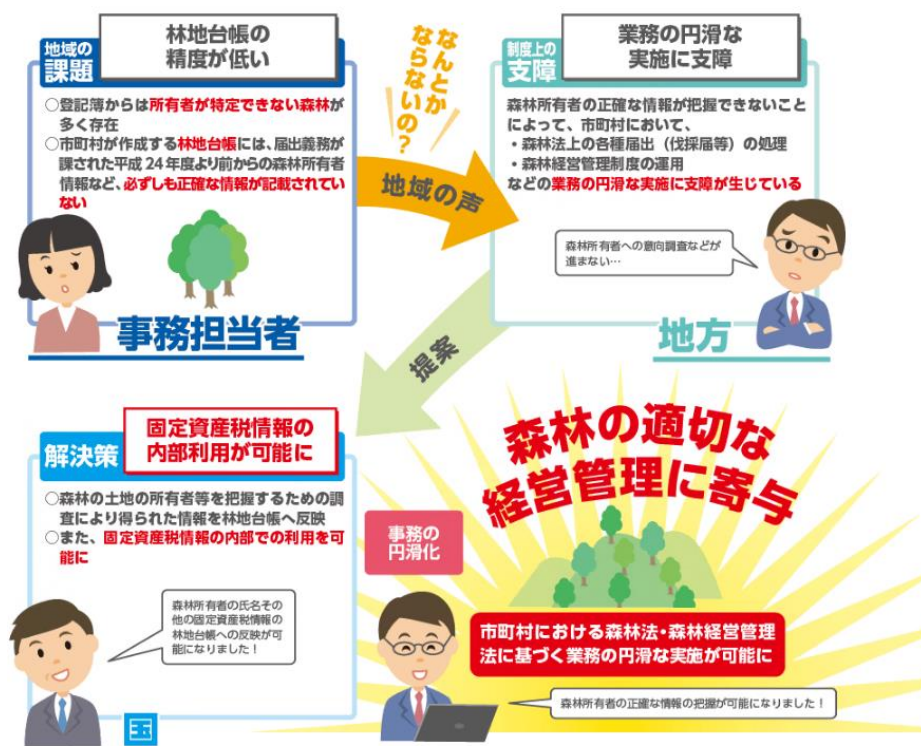 地域の
課題
林地台帳の
精度が低い
○登記簿からは所有者が特定できない森林が
多く存在
○市町村が作成する林地台帳には、届出義務が
課された平成24年度より前からの森林所有者
情報など、必ずしも正確な情報が記載されてい
ない
事務担当者
なんとか
ならないの?
地域の声
制度上の
支障
業務の円滑な
実施に支障
森林所有者の正確な情報が把握できないこと
によって、市町村において、
・森林法上の各種届出（伐採届等）の処理
・森林経営管理制度の運用
などの業務の円滑な実施に支障が生じている
森林所有者への意向調査などが
進まない…
地方
提案
解決策
固定資産税情報の
内部利用が可能に
○森林の土地の所有者等を把握するための調
査により得られた情報を林地台帳へ反映
○また、固定資産税情報の内部での利用を可
能に
森林所有者の氏名その
他の固定資産税情報の
林地台帳への反映が可
能になりました！
国
事務の
円滑化
森林の適切な
経営管理に寄与
市町村における森林法・森林経営管理
法に基づく業務の円滑な実施が可能に
森林所有者の正確な情報の把握が可能になりました！